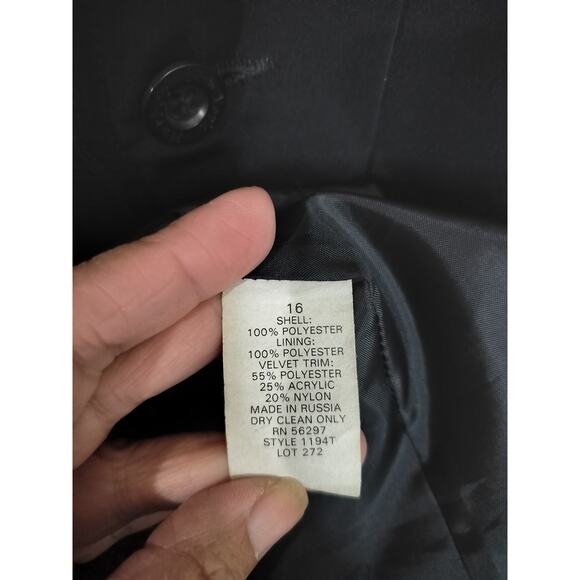 16
SHELL:
100% POLYESTER
LINING:
100% POLYESTER
VELVET TRIM:
55% POLYESTER
25% ACRYLIC
20% NYLON
MADE IN RUSSIA
DRY CLEAN ONLY
RN 56297
STYLE 1194T
LOT 272